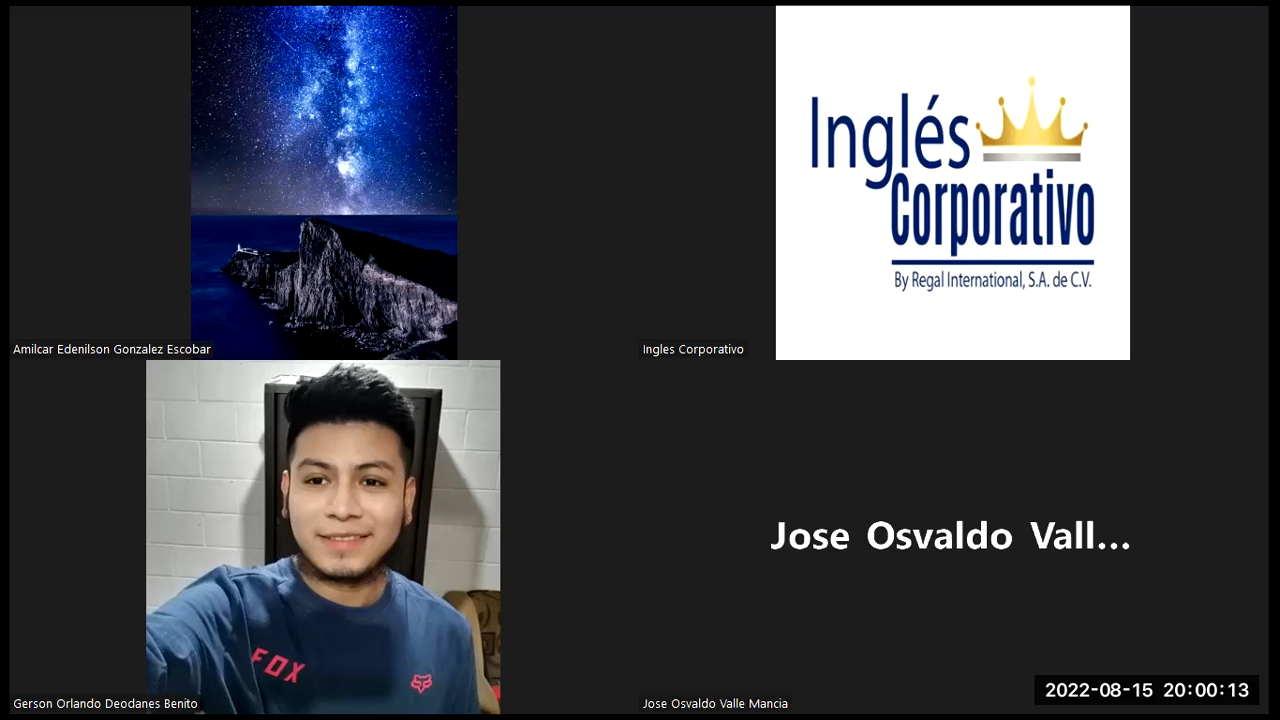 Inglés
Corporativo
By Regal International, S.A. de C.V.
Amilcar Edenilson Gonzalez Escobar
Ingles Corporativo
FOX
Jose Osvaldo Vall...
Gerson Orlando Deodanes Benito
Jose Osvaldo Valle Mancia
2022-08-15 20:00:13